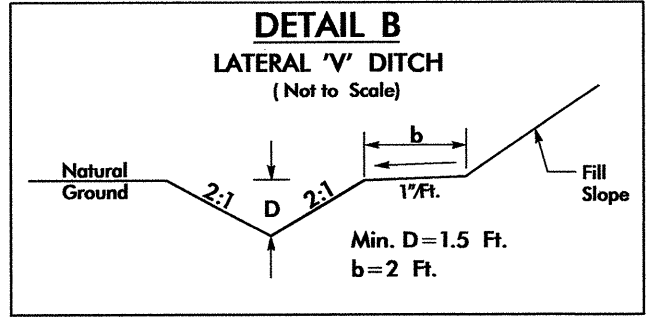 DETAIL B
LATERAL 'V' DITCH
( Not to Scale)
b
Natural
Ground
2:1
D
2:1
1"/Ft.
Fill
Slope
Min. D=1.5 Ft.
b=2 Ft.